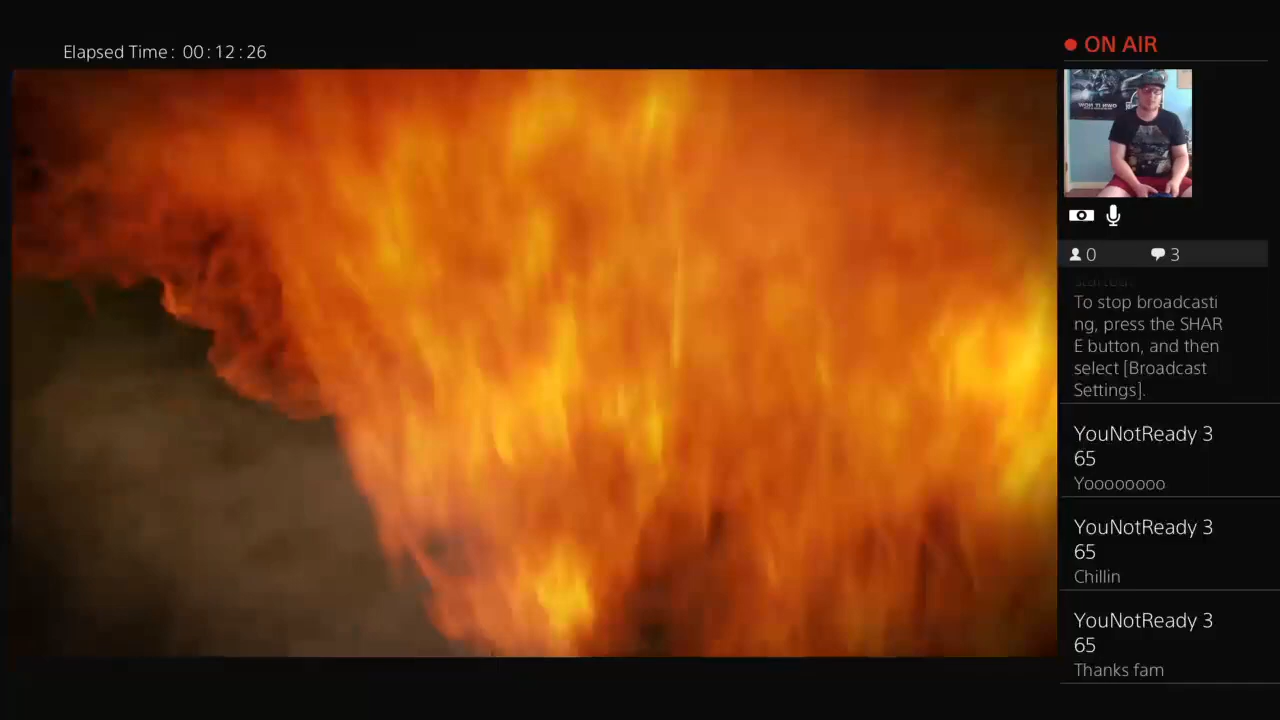 Elapsed Time: 00:12:26
ON AIR
0
3
To stop broadcasti
ng, press the SHAR
E button, and then
select [Broadcast
Settings].
YouNotReady 3
65
Yoooooooo
YouNotReady 3
65
Chillin
YouNotReady 3
65
Thanks fam